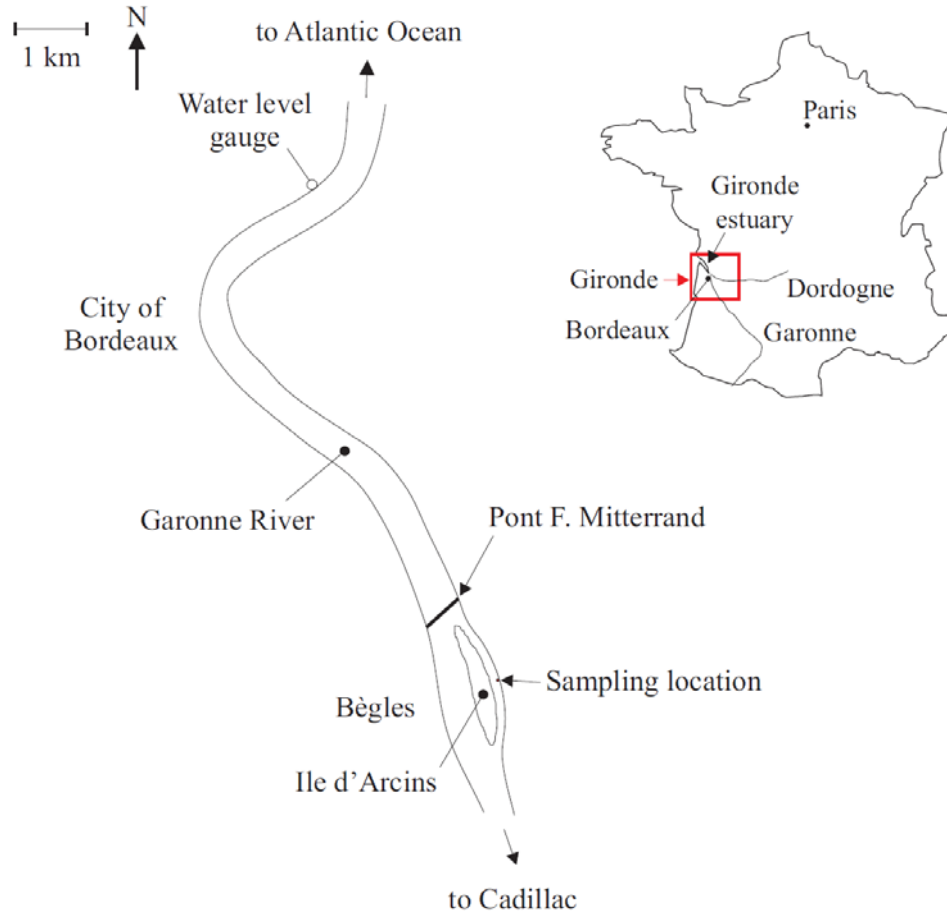 1 km
N
to Atlantic Ocean
Water level
gauge
City of
Bordeaux
Garonne River
Pont F. Mitterrand
Sampling location
Bègles
Ile d’Arcins
to Cadillac
Paris
Gironde
estuary
Gironde
Dordogne
Bordeaux
Garonne